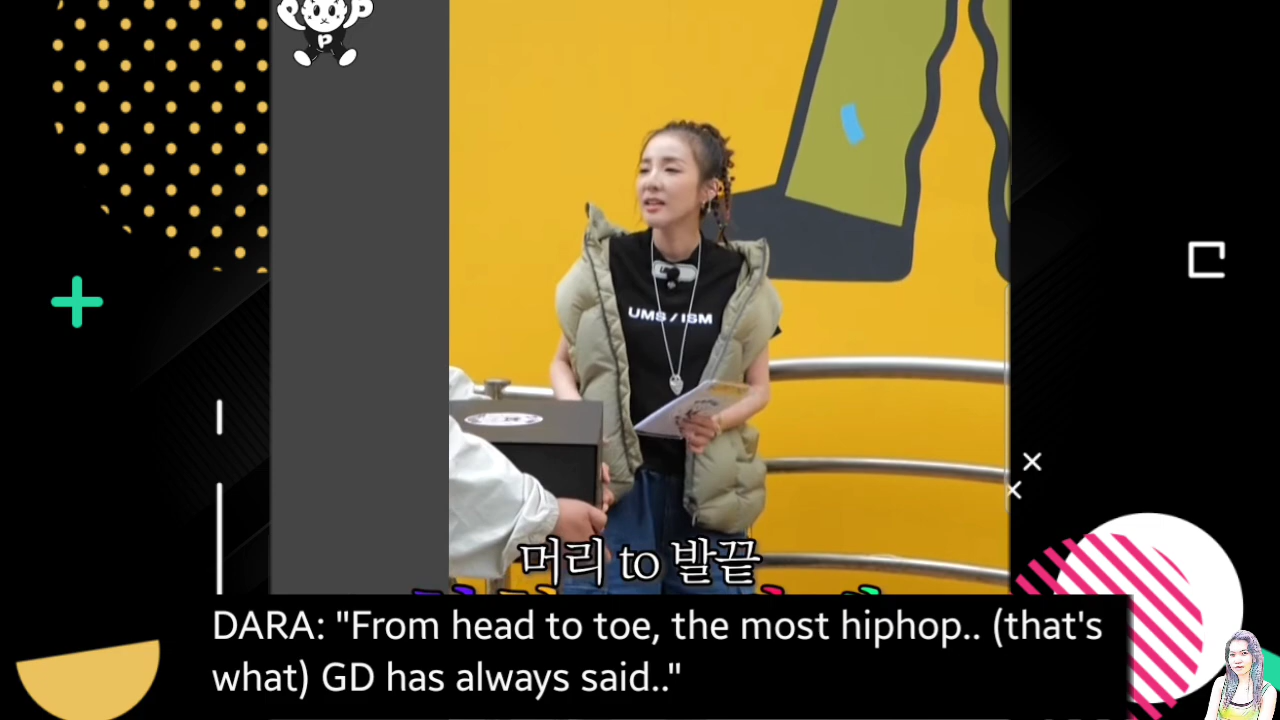 P P
P
UMS / ISM
머리 to 발끝
DARA: "From head to toe, the most hiphop.. (that's
what) GD has always said.."